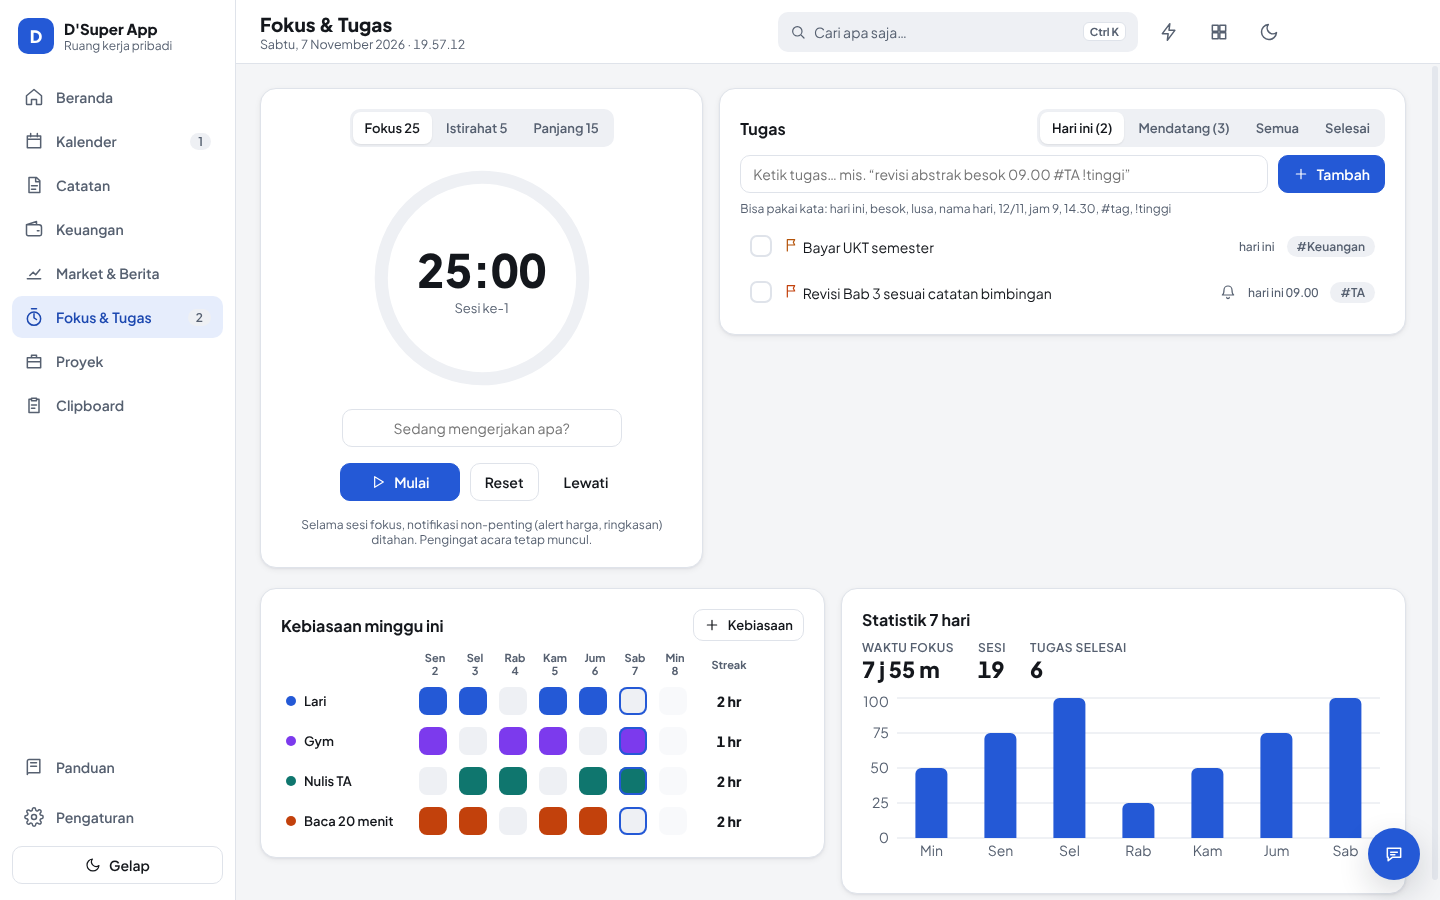 D
D'Super App
Ruang kerja pribadi
Beranda
Kalender 1
Catatan
Keuangan
Market & Berita
Fokus & Tugas 2
Proyek
Clipboard
Panduan
Pengaturan
Gelap
Fokus & Tugas
Sabtu, 7 November 2026 · 19.57.12
Cari apa saja... Ctrl K
Fokus 25 Istirahat 5 Panjang 15
25:00
Sesi ke-1
Sedang mengerjakan apa?
Mulai Reset Lewati
Selama sesi fokus, notifikasi non-penting (alert harga, ringkasan)
ditahan. Pengingat acara tetap muncul.
Tugas Hari ini (2) Mendatang (3) Semua Selesai
Ketik tugas… mis. “revisi abstrak besok 09.00 #TA !tinggi”
+ Tambah
Bisa pakai kata: hari ini, besok, lusa, nama hari, 12/11, jam 9, 14.30, #tag, !tinggi
Bayar UKT semester hari ini #Keuangan
Revisi Bab 3 sesuai catatan bimbingan hari ini 09.00 #TA
Kebiasaan minggu ini + Kebiasaan
Sen Sel Rab Kam Jum Sab Min
2 3 4 5 6 7 8
Streak
Lari 2 hr
Gym 1 hr
Nulis TA 2 hr
Baca 20 menit 2 hr
Statistik 7 hari
WAKTU FOKUS SESI TUGAS SELESAI
7 j 55 m 19 6
100
75
50
25
0
Min Sen Sel Rab Kam Jum Sab